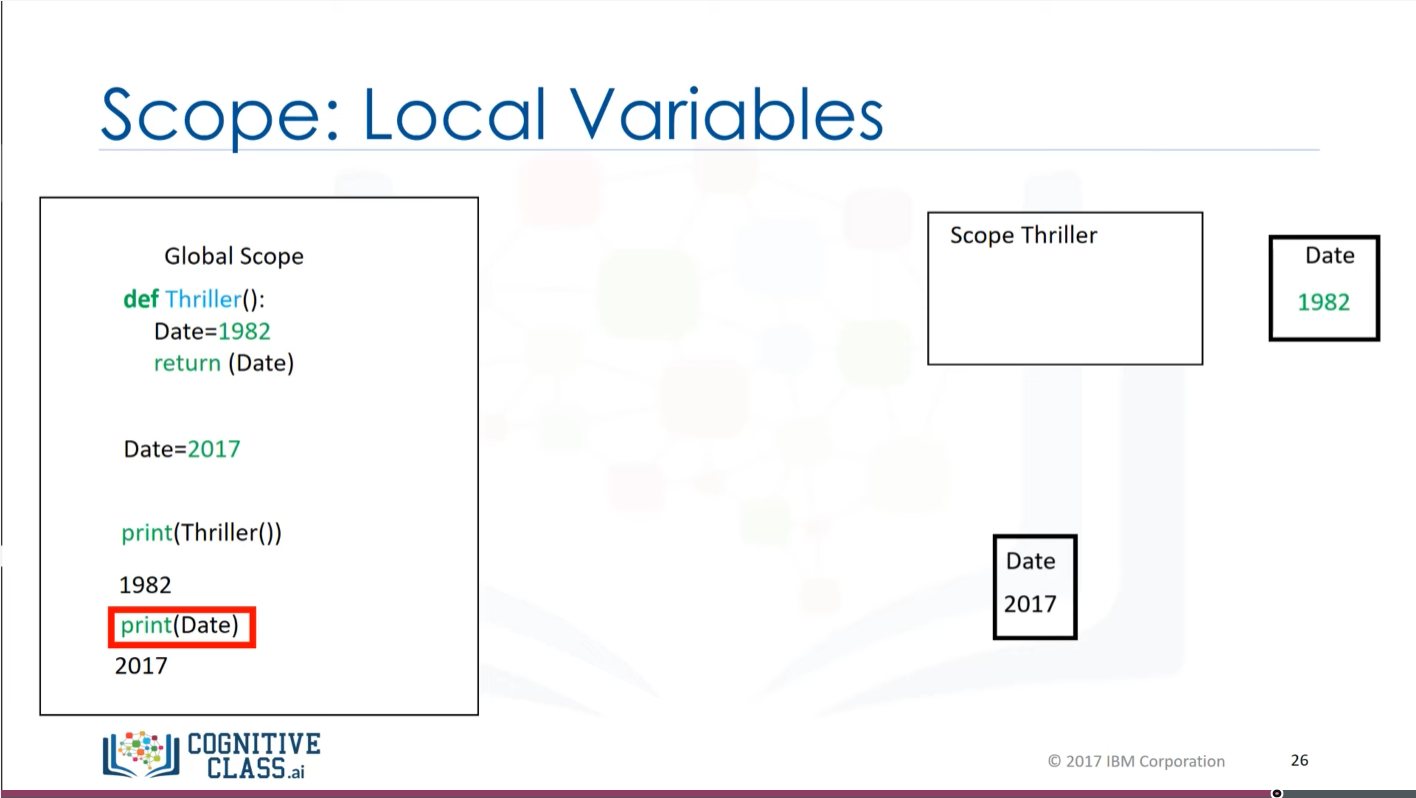 Scope: Local Variables
Global Scope
def Thriller():
Date=1982
return (Date)
Date=2017
print(Thriller())
1982
print(Date)
2017
Scope Thriller
Date
1982
Date
2017
COGNITIVE
CLASS.ai
© 2017 IBM Corporation
26